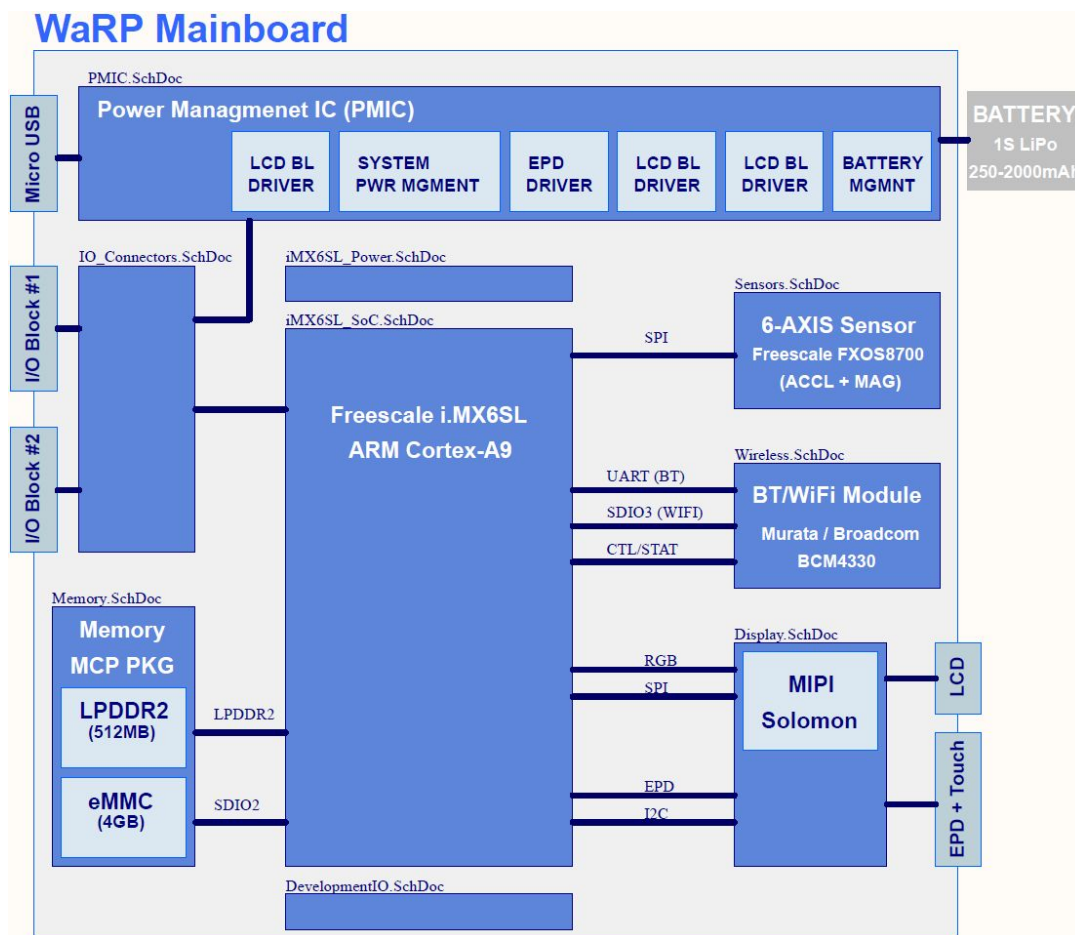 WaRP Mainboard
PMIC.SchDoc
Power Managmenet IC (PMIC)
LCD BL
DRIVER
SYSTEM
PWR MGMENT
EPD
DRIVER
LCD BL
DRIVER
LCD BL
DRIVER
BATTERY
MGMNT
Micro USB
BATTERY
1S LiPo
250-2000mAh
IO_Connectors.SchDoc
I/O Block #1
I/O Block #2
iMX6SL_Power.SchDoc
iMX6SL_SoC.SchDoc
Freescale i.MX6SL
ARM Cortex-A9
SPI
Sensors.SchDoc
6-AXIS Sensor
Freescale FXOS8700
(ACCL + MAG)
UART (BT)
SDIO3 (WIFI)
CTL/STAT
Wireless.SchDoc
BT/WiFi Module
Murata / Broadcom
BCM4330
Memory.SchDoc
Memory
MCP PKG
LPDDR2
(512MB)
eMMC
(4GB)
LPDDR2
SDIO2
RGB
SPI
EPD
I2C
Display.SchDoc
MIPI
Solomon
LCD
EPD + Touch
DevelopmentIO.SchDoc